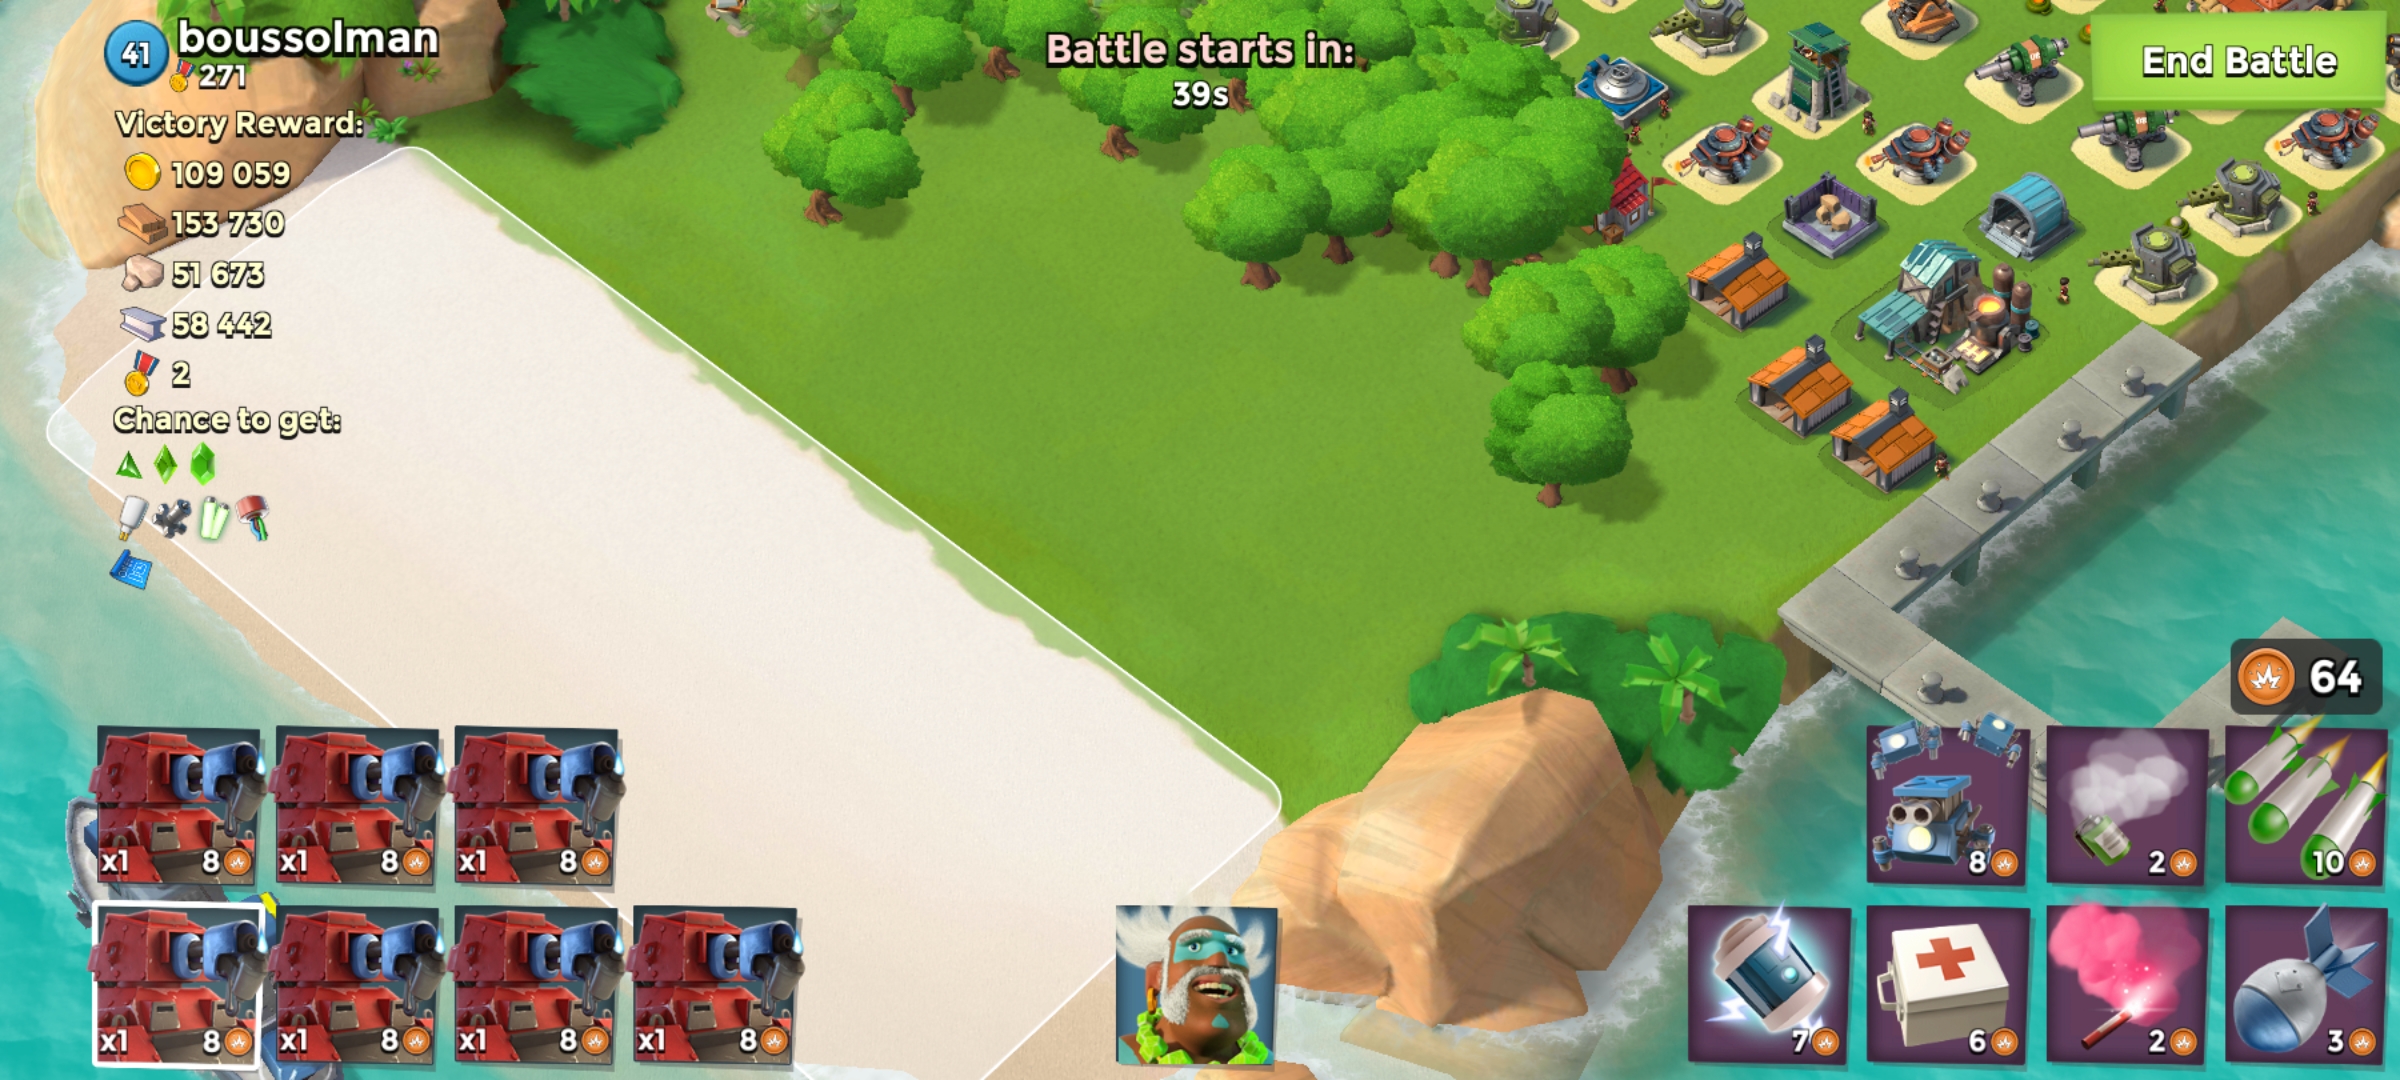 41
boussolman
271
Battle starts in:
39s
End Battle
Victory Reward:
109 059
153 730
51 673
58 442
2
Chance to get:
64
x1 8
x1 8
x1 8
8
2
10
x1 8
x1 8
x1 8
x1 8
7
6
2
3